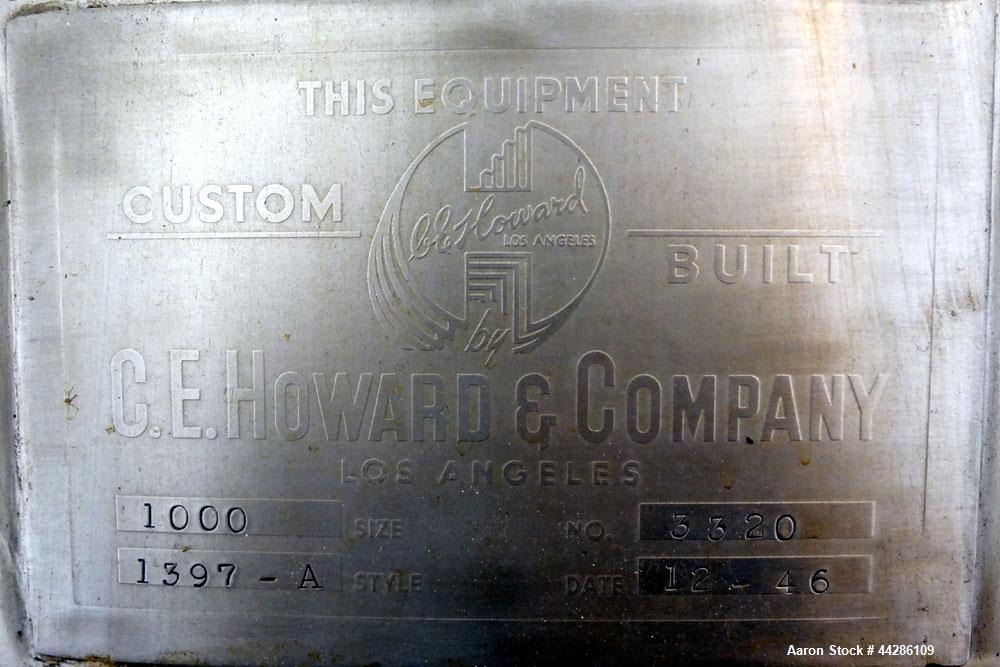 THIS EQUIPMENT
CUSTOM
C.E. Howard
LOS ANGELES
BUILT
by
C.E. HOWARD & COMPANY
LOS ANGELES
1000 SIZE NO. 3320
1397 - A STYLE DATE 12 - 46
Aaron Stock # 44286109